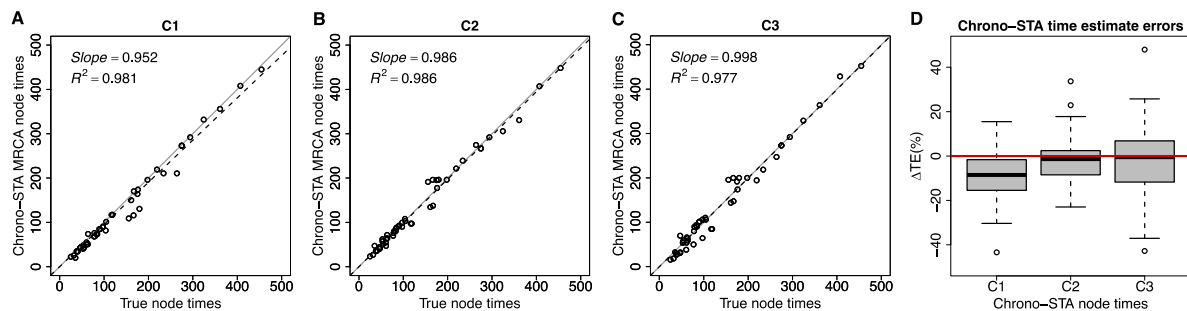 A
C1
Slope = 0.952
R² = 0.981
Chrono−STA MRCA node times
0 100 200 300 400 500
0 100 200 300 400 500
True node times
B
C2
Slope = 0.986
R² = 0.986
Chrono−STA MRCA node times
0 100 200 300 400 500
0 100 200 300 400 500
True node times
C
C3
Slope = 0.998
R² = 0.977
Chrono−STA MRCA node times
0 100 200 300 400 500
0 100 200 300 400 500
True node times
D
Chrono−STA time estimate errors
ΔTE(%)
40
20
0
−20
−40
C1 C2 C3
Chrono−STA node times